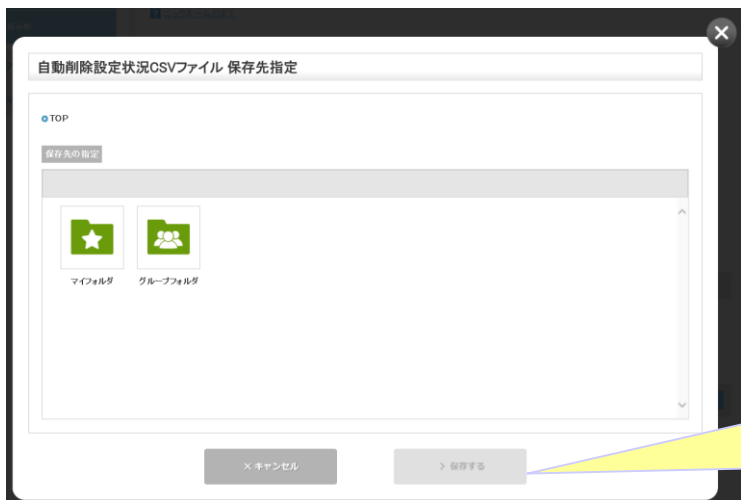 自動削除設定状況CSVファイル 保存先指定
TOP
保存先の指定
マイフォルダ
グループフォルダ
× キャンセル
> 保存する